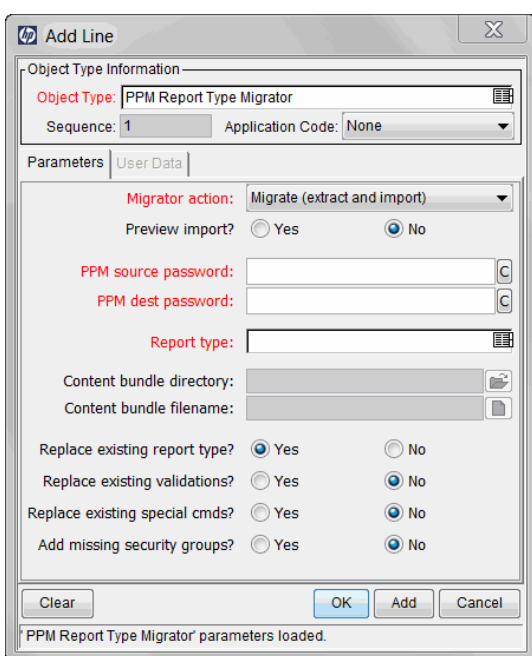 hp Add Line
Object Type Information
Object Type: PPM Report Type Migrator
Sequence: 1 Application Code: None
Parameters User Data
Migrator action: Migrate (extract and import)
Preview import? Yes No
PPM source password: C
PPM dest password: C
Report type:
Content bundle directory:
Content bundle filename:
Replace existing report type? Yes No
Replace existing validations? Yes No
Replace existing special cmds? Yes No
Add missing security groups? Yes No
Clear OK Add Cancel
' PPM Report Type Migrator' parameters loaded.